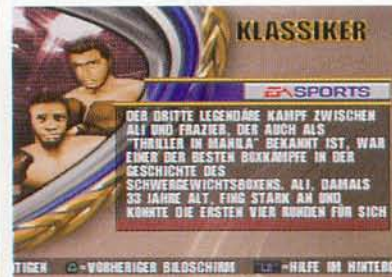 KLASSIKER
EA SPORTS
DER DRITTE LEGENDÄRE KAMPF ZWISCHEN
ALI UND FRAZIER, DER AUCH ALS
"THRILLER IN MANILA" BEKANNT IST, WAR
EINER DER BESTEN BOXKÄMPFE IN DER
GESCHICHTE DES
SCHWERGEWICHTSBOXENS. ALI, DAMALS
33 JAHRE ALT, FING STARK AN UND
KONNTE DIE ERSTEN VIER RUNDEN FÜR SICH
TIGEN =VORHERIGER BILDSCHIRM =HILFE IM HINTER